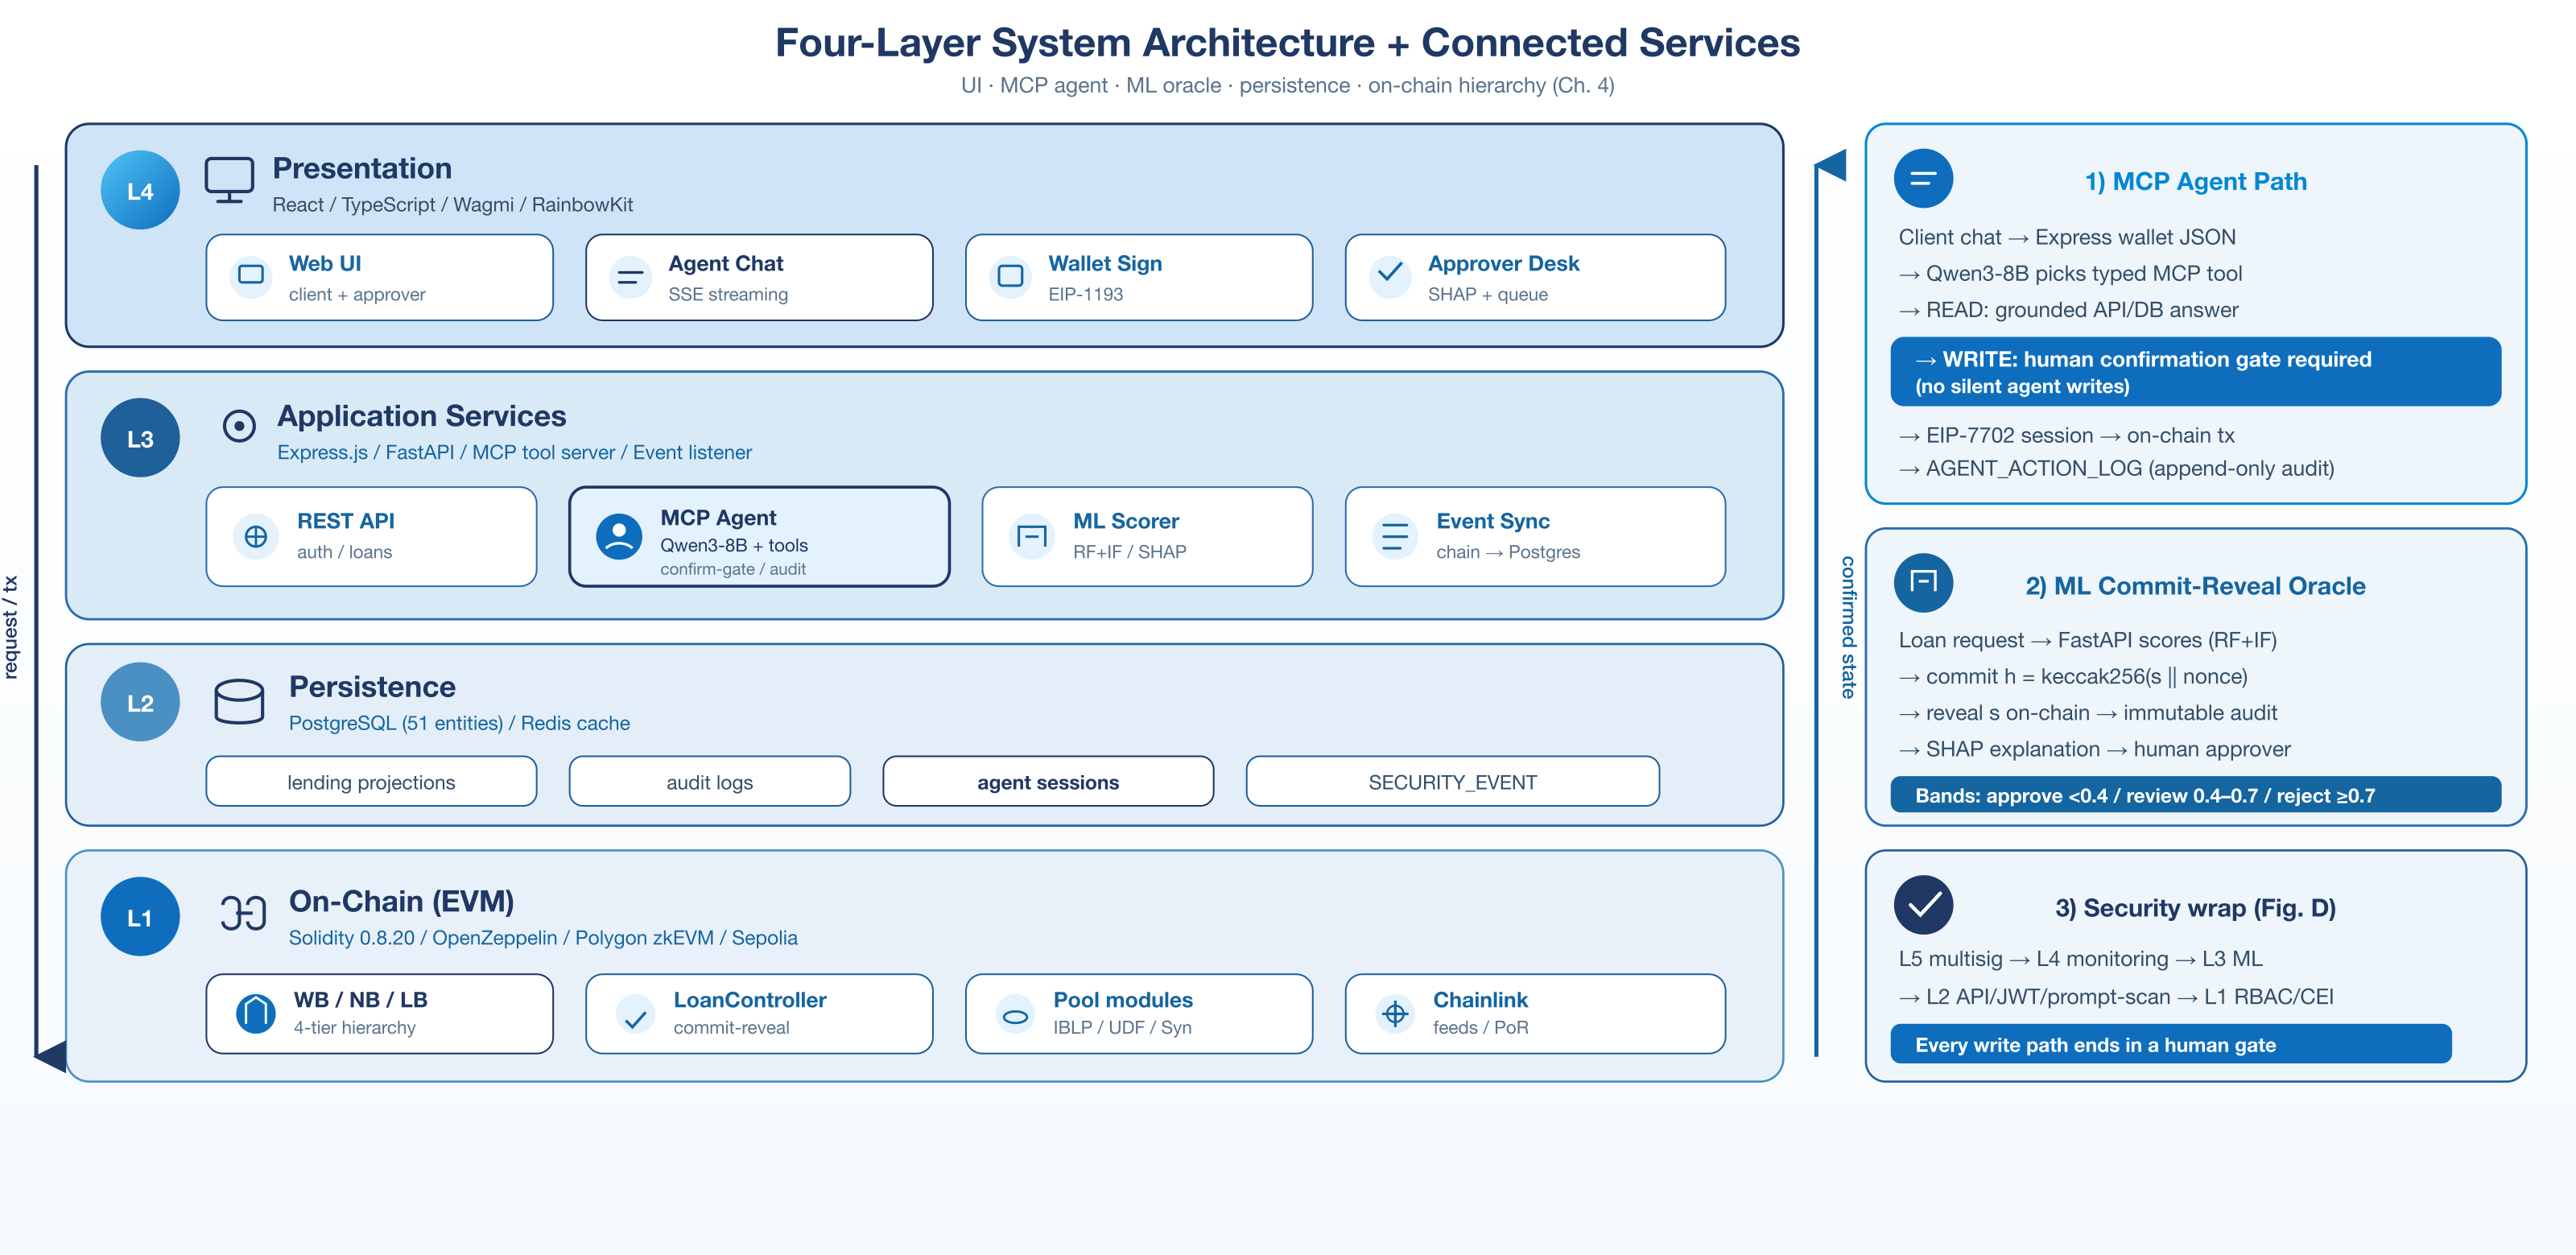 Four-Layer System Architecture + Connected Services
UI · MCP agent · ML oracle · persistence · on-chain hierarchy (Ch. 4)
request / tx
L4
Presentation
React / TypeScript / Wagmi / RainbowKit
Web UI
client + approver
Agent Chat
SSE streaming
Wallet Sign
EIP-1193
Approver Desk
SHAP + queue
L3
Application Services
Express.js / FastAPI / MCP tool server / Event listener
REST API
auth / loans
MCP Agent
Qwen3-8B + tools
confirm-gate / audit
ML Scorer
RF+IF / SHAP
Event Sync
chain → Postgres
L2
Persistence
PostgreSQL (51 entities) / Redis cache
lending projections
audit logs
agent sessions
SECURITY_EVENT
L1
On-Chain (EVM)
Solidity 0.8.20 / OpenZeppelin / Polygon zkEVM / Sepolia
WB / NB / LB
4-tier hierarchy
LoanController
commit-reveal
Pool modules
IBLP / UDF / Syn
Chainlink
feeds / PoR
confirmed state
1) MCP Agent Path
Client chat → Express wallet JSON
→ Qwen3-8B picks typed MCP tool
→ READ: grounded API/DB answer
→ WRITE: human confirmation gate required
(no silent agent writes)
→ EIP-7702 session → on-chain tx
→ AGENT_ACTION_LOG (append-only audit)
2) ML Commit-Reveal Oracle
Loan request → FastAPI scores (RF+IF)
→ commit h = keccak256(s || nonce)
→ reveal s on-chain → immutable audit
→ SHAP explanation → human approver
Bands: approve <0.4 / review 0.4–0.7 / reject ≥0.7
3) Security wrap (Fig. D)
L5 multisig → L4 monitoring → L3 ML
→ L2 API/JWT/prompt-scan → L1 RBAC/CEI
Every write path ends in a human gate